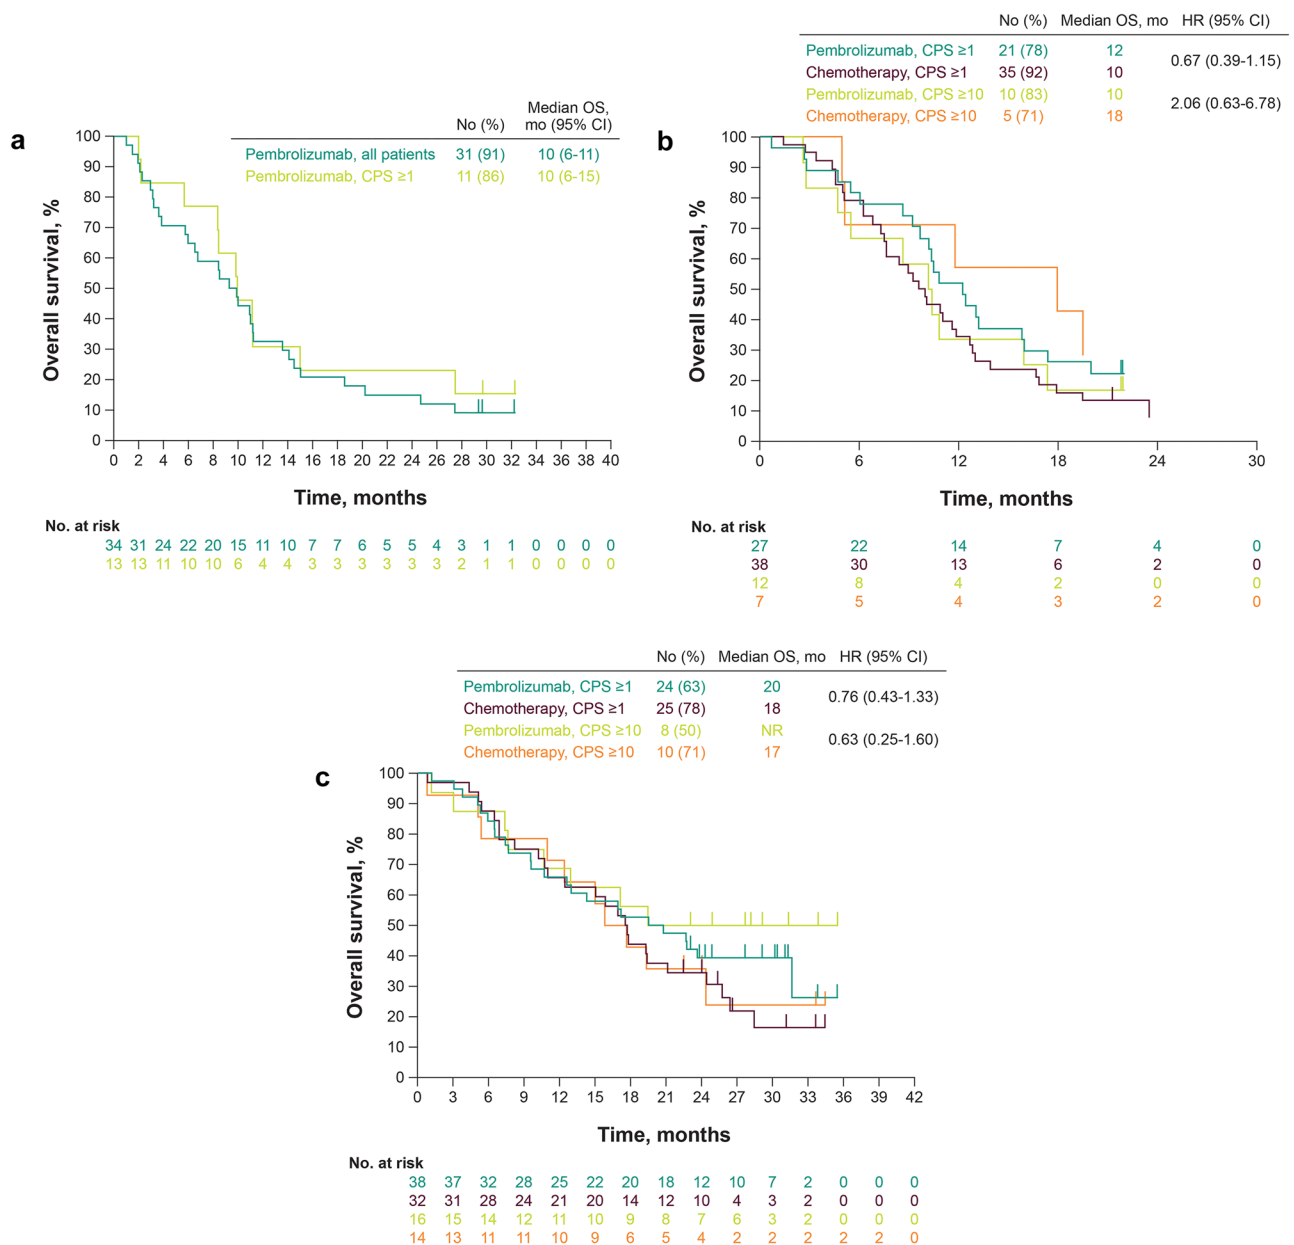 a
No (%) Median OS, mo (95% CI)
Pembrolizumab, all patients 31 (91) 10 (6-11)
Pembrolizumab, CPS ≥1 11 (86) 10 (6-15)
Overall survival, %
100
90
80
70
60
50
40
30
20
10
0
0 2 4 6 8 10 12 14 16 18 20 22 24 26 28 30 32 34 36 38 40
Time, months
No. at risk
34 31 24 22 20 15 11 10 7 7 6 5 5 4 3 1 1 0 0 0 0
13 13 11 10 10 6 4 4 3 3 3 3 3 3 2 1 1 0 0 0 0
b
No (%) Median OS, mo HR (95% CI)
Pembrolizumab, CPS ≥1 21 (78) 12
0.67 (0.39-1.15)
Chemotherapy, CPS ≥1 35 (92) 10
Pembrolizumab, CPS ≥10 10 (83) 10
2.06 (0.63-6.78)
Chemotherapy, CPS ≥10 5 (71) 18
Overall survival, %
100
90
80
70
60
50
40
30
20
10
0
0 6 12 18 24 30
Time, months
No. at risk
27 22 14 7 4 0
38 30 13 6 2 0
12 8 4 2 0 0
7 5 4 3 2 0
c
No (%) Median OS, mo HR (95% CI)
Pembrolizumab, CPS ≥1 24 (63) 20
0.76 (0.43-1.33)
Chemotherapy, CPS ≥1 25 (78) 18
Pembrolizumab, CPS ≥10 8 (50) NR
0.63 (0.25-1.60)
Chemotherapy, CPS ≥10 10 (71) 17
Overall survival, %
100
90
80
70
60
50
40
30
20
10
0
0 3 6 9 12 15 18 21 24 27 30 33 36 39 42
Time, months
No. at risk
38 37 32 28 25 22 20 18 12 10 7 2 0 0 0
32 31 28 24 21 20 14 12 10 4 3 2 0 0 0
16 15 14 12 11 10 9 8 7 6 3 2 0 0 0
14 13 11 11 10 9 6 5 4 2 2 2 2 2 0